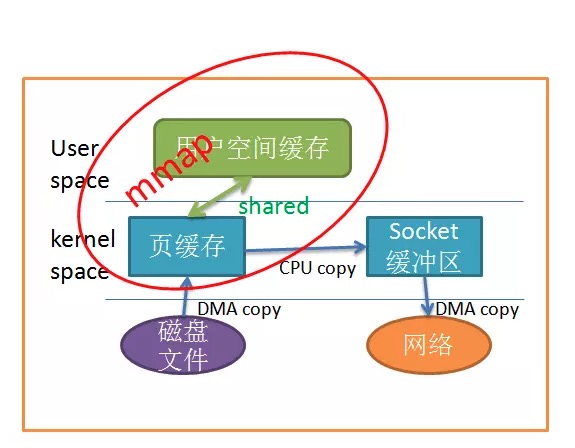 User
space
用户空间缓存
mmap
shared
kernel
space
页缓存
CPU copy
Socket
缓冲区
DMA copy
DMA copy
磁盘
文件
网络